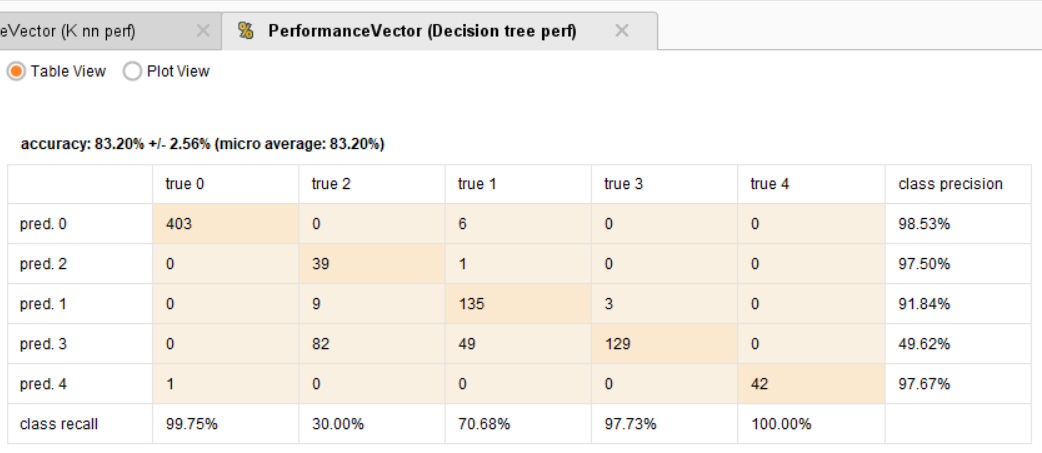 eVector (K nn perf) × % PerformanceVector (Decision tree perf) ×
Table View Plot View
accuracy: 83.20% +/- 2.56% (micro average: 83.20%)
true 0 true 2 true 1 true 3 true 4 class precision
pred. 0 403 0 6 0 0 98.53%
pred. 2 0 39 1 0 0 97.50%
pred. 1 0 9 135 3 0 91.84%
pred. 3 0 82 49 129 0 49.62%
pred. 4 1 0 0 0 42 97.67%
class recall 99.75% 30.00% 70.68% 97.73% 100.00%